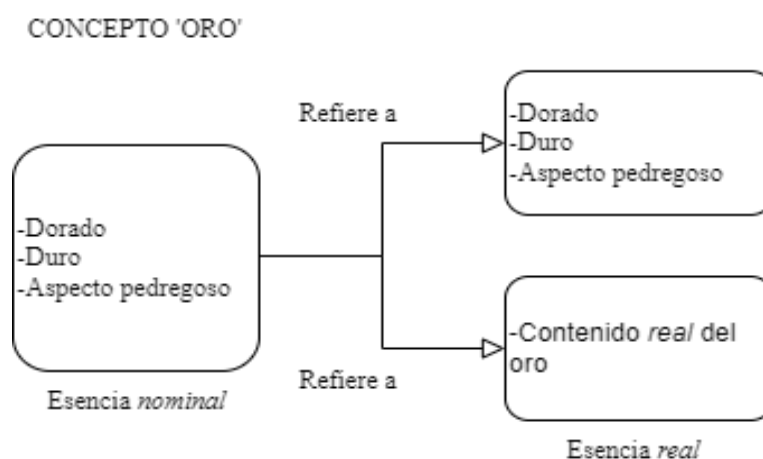 CONCEPTO 'ORO'
Refiere a
-Dorado
-Duro
-Aspecto pedregoso
-Dorado
-Duro
-Aspecto pedregoso
Esencia nominal
Refiere a
-Contenido real del
oro
Esencia real